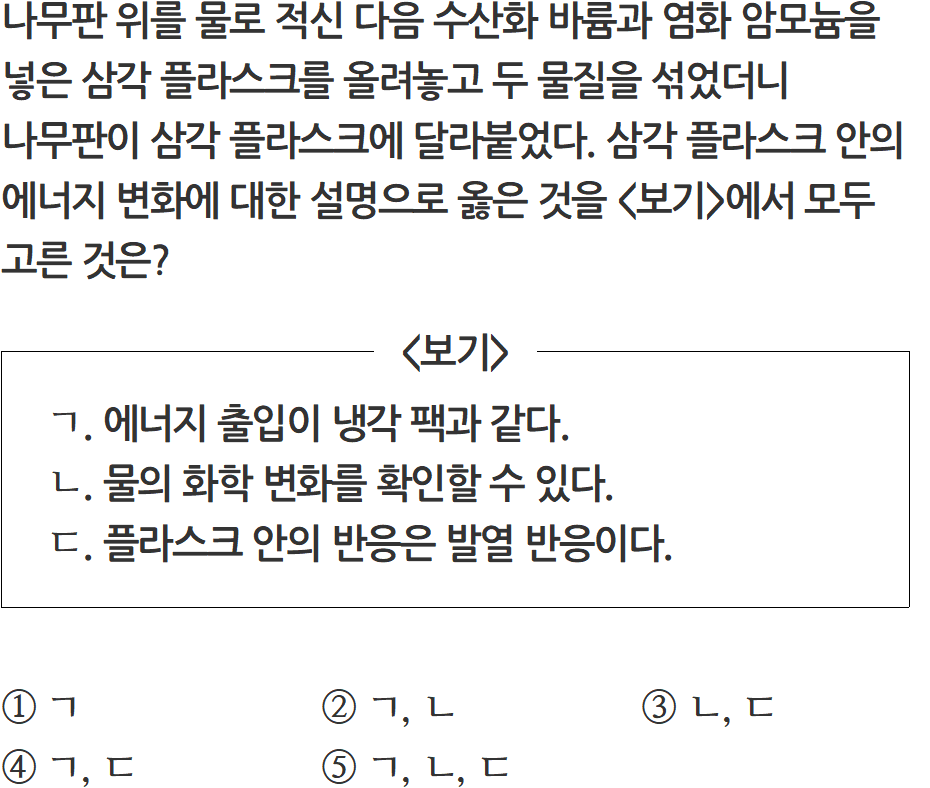 나무판 위를 물로 적신 다음 수산화 바륨과 염화 암모늄을
넣은 삼각 플라스크를 올려놓고 두 물질을 섞었더니
나무판이 삼각 플라스크에 달라붙었다. 삼각 플라스크 안의
에너지 변화에 대한 설명으로 옳은 것을 <보기>에서 모두
고른 것은?
<보기>
ㄱ. 에너지 출입이 냉각 팩과 같다.
ㄴ. 물의 화학 변화를 확인할 수 있다.
ㄷ. 플라스크 안의 반응은 발열 반응이다.
① ㄱ ② ㄱ, ㄴ ③ ㄴ, ㄷ
④ ㄱ, ㄷ ⑤ ㄱ, ㄴ, ㄷ